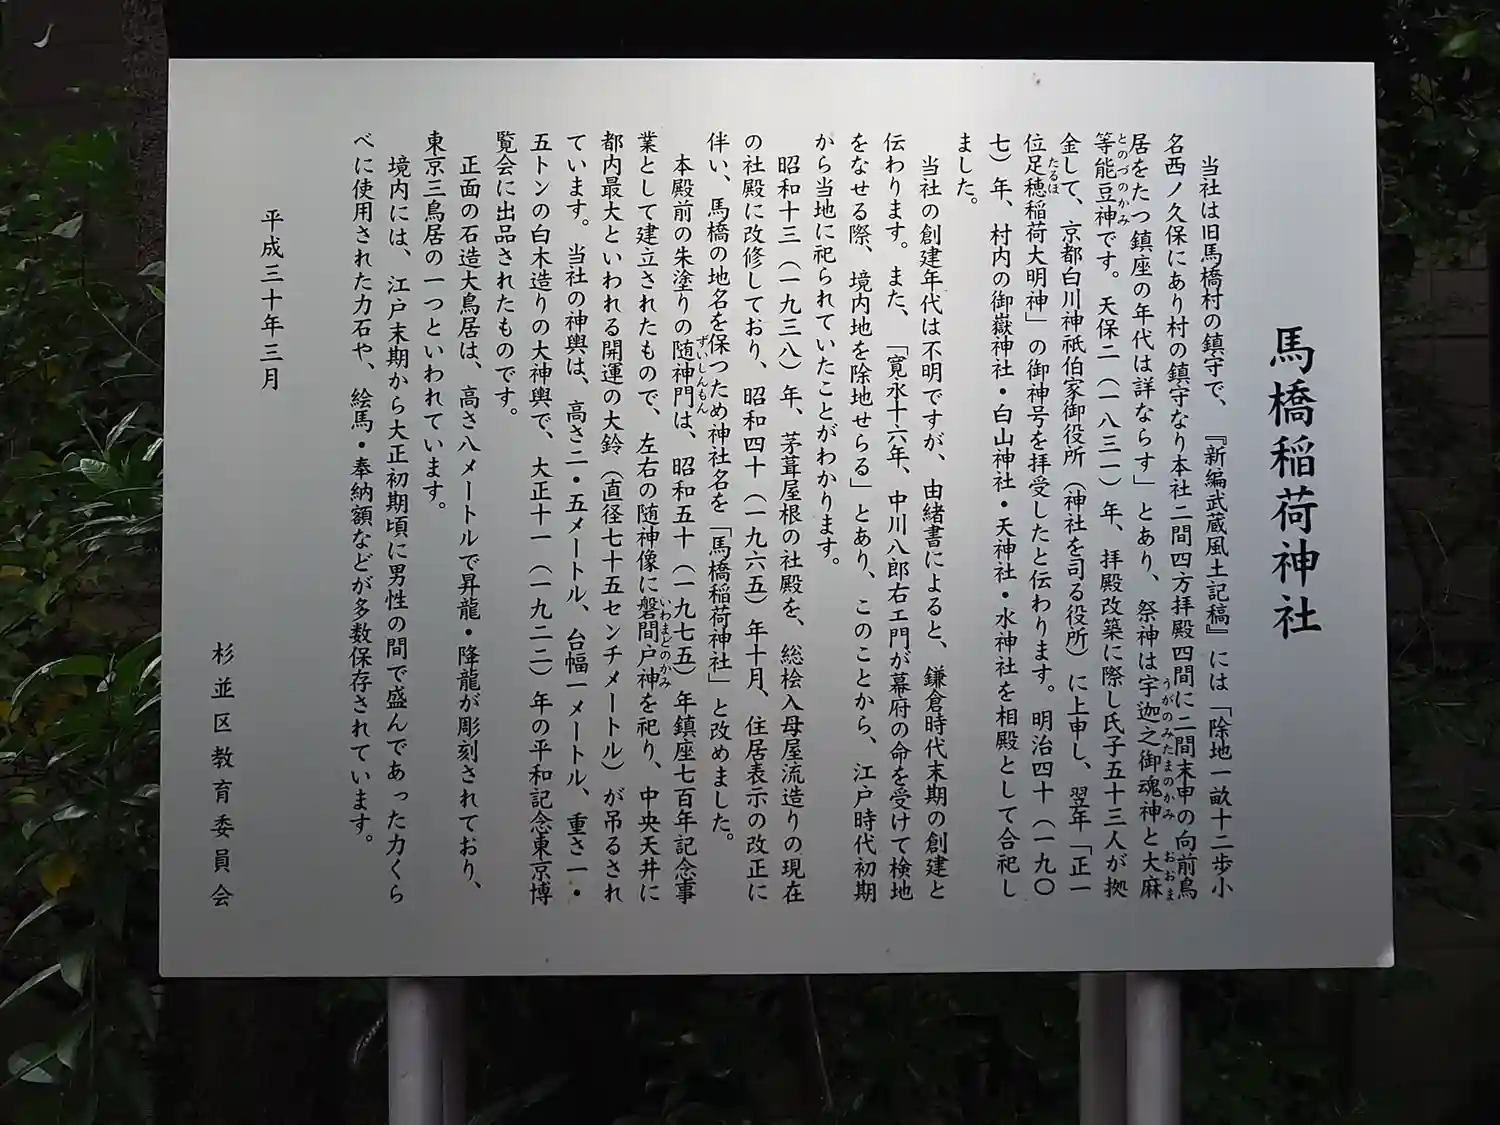 馬橋稲荷神社
当社は旧馬橋村の鎮守で、『新編武蔵風土記稿』には「除地一畝十二歩小
名西ノ久保にあり村の鎮守なり本社二間四方拝殿四間に二間末申の向前鳥
居をたつ鎮座の年代は詳ならす」とあり、祭神は宇迦之御魂神と大麻
うがのみたまのかみ おおま
等能豆神です。天保二（一八三一）年、拝殿改築に際し氏子五十三人が拠
とのづのかみ
金して、京都白川神祇伯家御役所（神社を司る役所）に上申し、翌年「正一
位足穂稲荷大明神」の御神号を拝受したと伝わります。明治四十（一九〇
たるほ
七）年、村内の御嶽神社・白山神社・天神社・水神社を相殿として合祀し
ました。
当社の創建年代は不明ですが、由緒書によると、鎌倉時代末期の創建と
伝わります。また、「寛永十六年、中川八郎右エ門が幕府の命を受けて検地
をなせる際、境内地を除地せらる」とあり、このことから、江戸時代初期
から当地に祀られていたことがわかります。
昭和十三（一九三八）年、茅葺屋根の社殿を、総桧入母屋流造りの現在
の社殿に改修しており、昭和四十（一九六五）年十月、住居表示の改正に
伴い、馬橋の地名を保つため神社名を「馬橋稲荷神社」と改めました。
本殿前の朱塗りの随神門は、昭和五十（一九七五）年鎮座七百年記念事
ずいしんもん
業として建立されたもので、左右の随神像に磐間戸神を祀り、中央天井に
いわまどのかみ
都内最大といわれる開運の大鈴（直径七十五センチメートル）が吊るされ
ています。当社の神輿は、高さ二・五メートル、台幅一メートル、重さ一・
五トンの白木造りの大神輿で、大正十一（一九二二）年の平和記念東京博
覧会に出品されたものです。
正面の石造大鳥居は、高さ八メートルで昇龍・降龍が彫刻されており、
東京三鳥居の一つといわれています。
境内には、江戸末期から大正初期頃に男性の間で盛んであった力くら
べに使用された力石や、絵馬・奉納額などが多数保存されています。
平成三十年三月
杉並区教育委員会